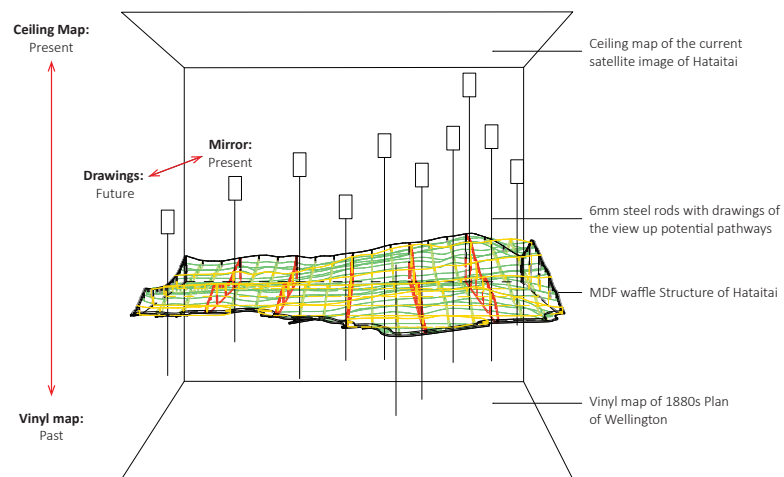 Ceiling Map:
Present
Ceiling map of the current
satellite image of Hataitai
Mirror:
Present
Drawings:
Future
6mm steel rods with drawings of
the view up potential pathways
MDF waffle Structure of Hataitai
Vinyl map:
Past
Vinyl map of 1880s Plan
of Wellington